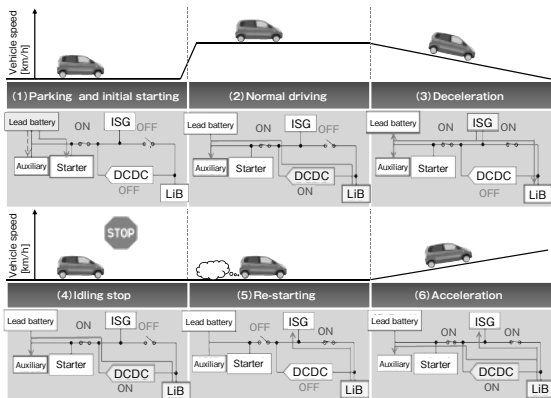 Vehicle speed
[km/h]
(1)Parking and initial starting
(2)Normal driving
(3)Deceleration
Lead battery
ON
ISG
OFF
Auxiliary
Starter
DCDC
OFF
LiB
Lead battery
ON
ISG
OFF
Auxiliary
Starter
DCDC
ON
LiB
Lead battery
ON
ISG
ON
Auxiliary
Starter
DCDC
OFF
LiB
Vehicle speed
[km/h]
STOP
(4)Idling stop
(5)Re-starting
(6)Acceleration
Lead battery
ON
ISG
OFF
Auxiliary
Starter
DCDC
ON
LiB
Lead battery
OFF
ISG
ON
Auxiliary
Starter
DCDC
OFF
LiB
Lead battery
ON
ISG
ON
Auxiliary
Starter
DCDC
ON
LiB